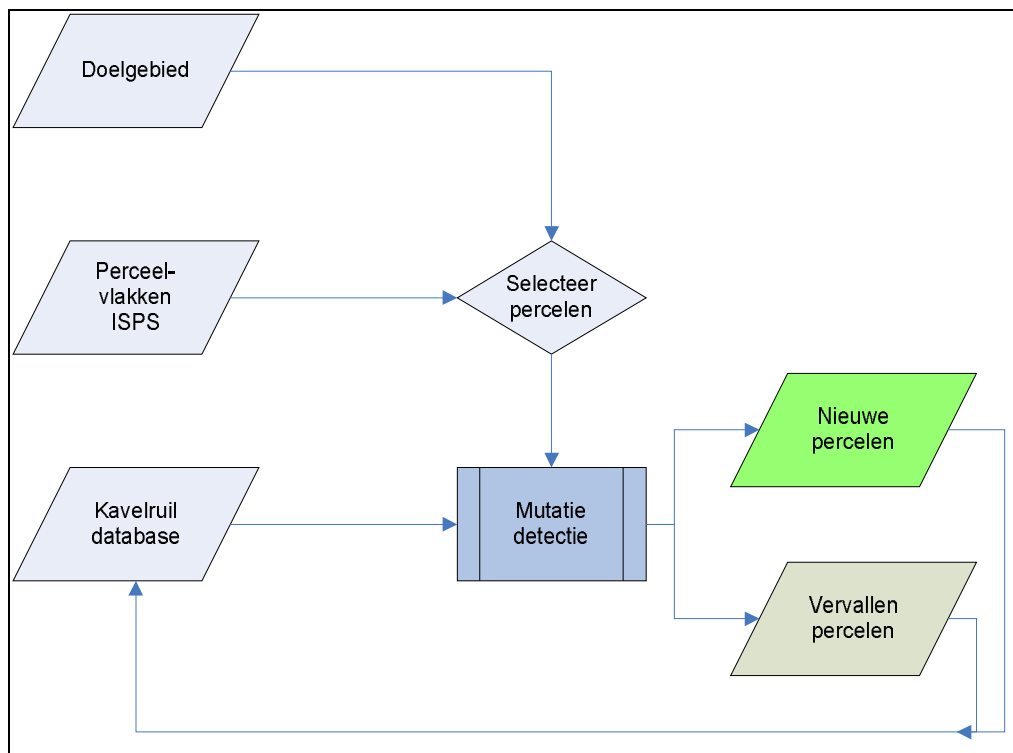 Doelgebied
Perceel-
vlakken
ISPS
Selecteer
percelen
Nieuwe
percelen
Kavelruil
database
Mutatie
detectie
Vervallen
percelen